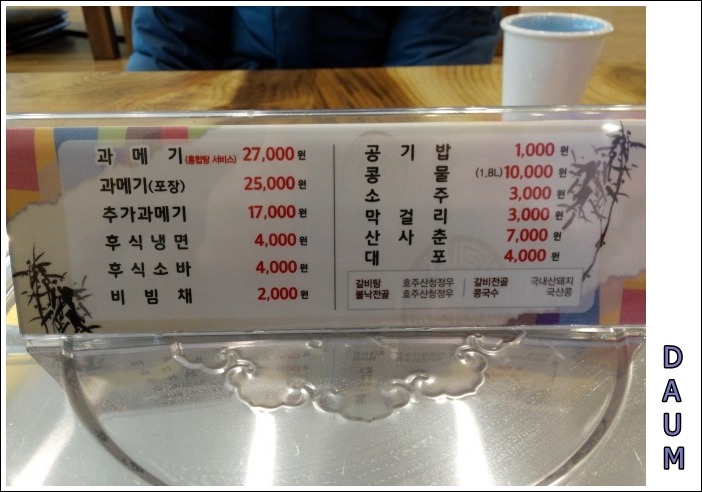 과메기(홍합탕 서비스) 27,000원
과메기(포장) 25,000원
추가과메기 17,000원
후식냉면 4,000원
후식소바 4,000원
비빔채 2,000원
공기밥 1,000원
콩물(1.8L) 10,000원
소주 3,000원
막걸리 3,000원
산사춘 7,000원
대포 4,000원
갈비탕 호주산청정우 갈비전골 국내산돼지
불낙전골 호주산청정우 콩국수 국산콩
DAUM